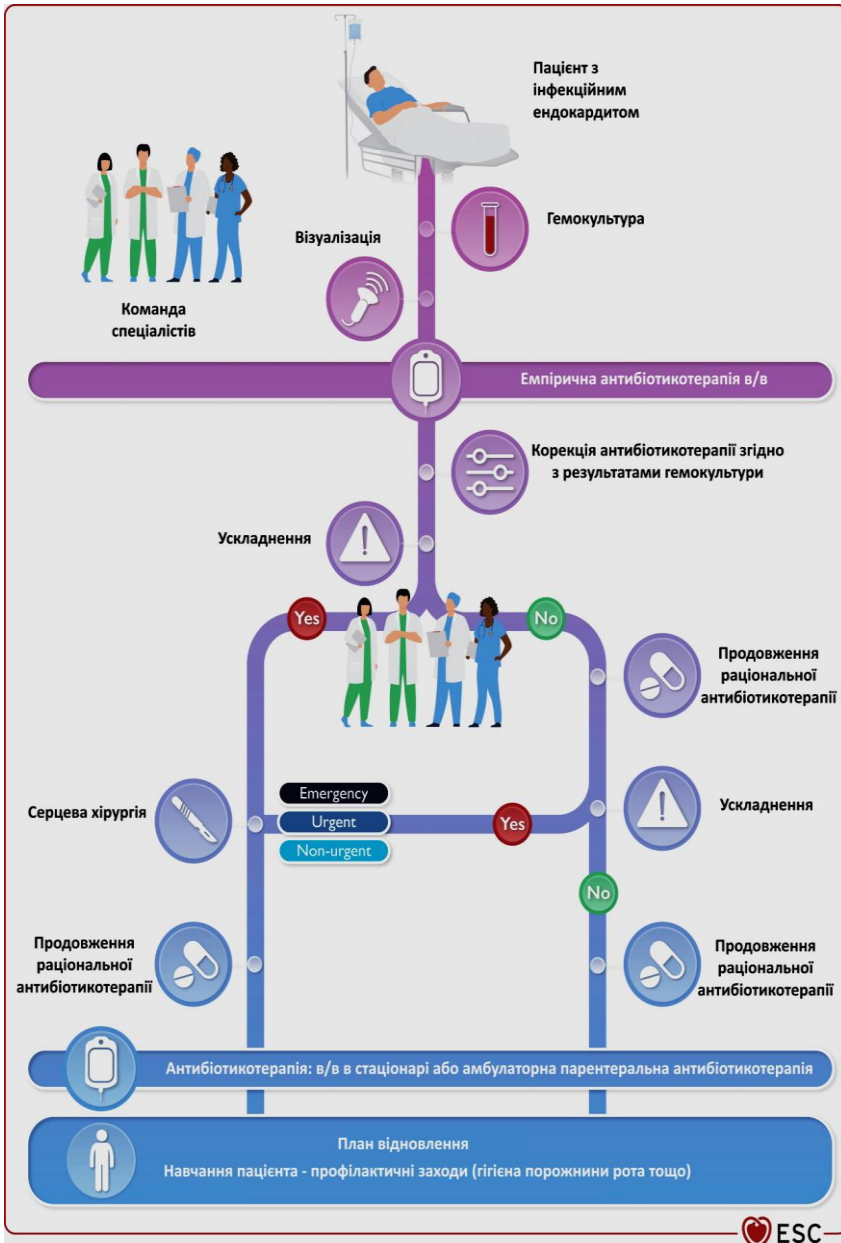 Пацієнт з
інфекційним
ендокардитом
Гемокультура
Візуалізація
Команда
спеціалістів
Емпірична антибіотикотерапія в/в
Корекція антибіотикотерапії згідно
з результатами гемокультури
Ускладнення
Yes
No
Продовження
раціональної
антибіотикотерапії
Серцева хірургія
Emergency
Urgent
Non-urgent
Yes
Ускладнення
No
Продовження
раціональної
антибіотикотерапії
Продовження
раціональної
антибіотикотерапії
Антибіотикотерапія: в/в в стаціонарі або амбулаторна парентеральна антибіотикотерапія
План відновлення
Навчання пацієнта - профілактичні заходи (гігієна порожнини рота тощо)
ESC